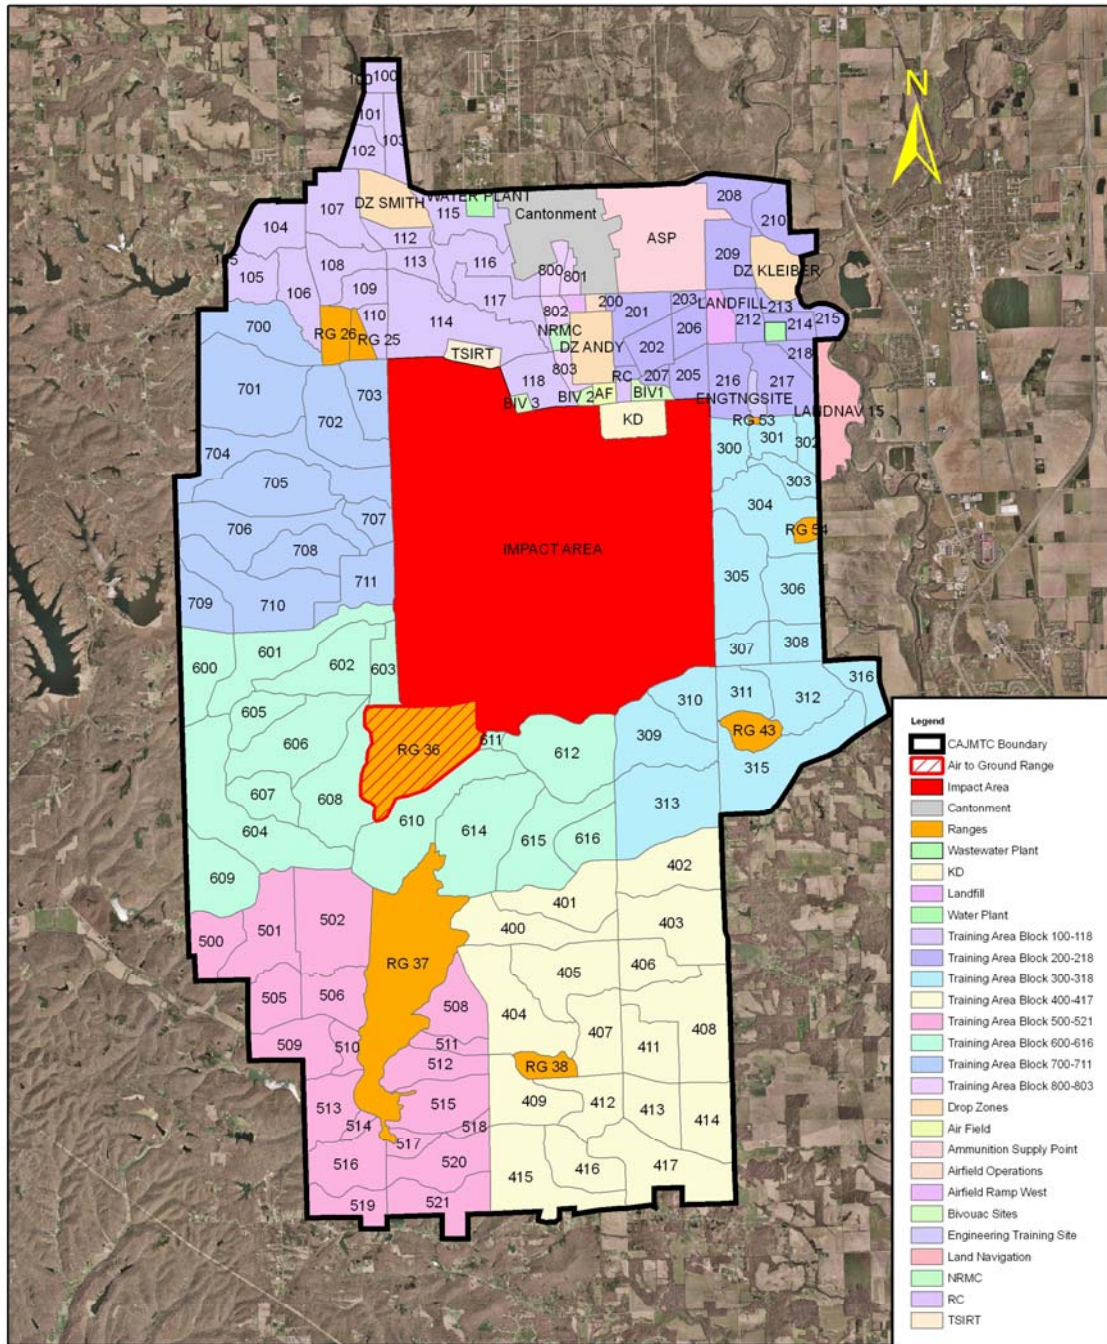 N
100 100
101
103
102
107
DZ SMITH
WATER PLANT
115
Cantonment
208
210
104
112
ASP
209
DZ KLEIBER
105
105
108
113
116
800
801
106
109
117
200
201
203
LANDFILL
213
110
114
802
206
212
214
215
700
RG 26
RG 25
NRMC
DZ ANDY
202
TSIRT
218
701
703
118
803
RC
207
205
216
217
BIV 3
BIV 2
AF
BIV1
ENGTNGSITE
702
KD
RG 53
LANDNAV 15
300
301
302
704
303
705
304
706
707
RG 54
708
IMPACT AREA
711
305
306
709
710
601
307
308
600
602
603
316
310
311
312
605
606
RG 36
611
612
309
RG 43
315
607
608
313
604
610
614
615
616
609
402
401
500
501
502
400
403
RG 37
405
406
505
506
508
404
407
408
509
510
511
411
512
RG 38
513
515
409
412
413
414
514
518
517
516
520
415
416
417
519
521
Legend
CAJMTC Boundary
Air to Ground Range
Impact Area
Cantonment
Ranges
Wastewater Plant
KD
Landfill
Water Plant
Training Area Block 100-118
Training Area Block 200-218
Training Area Block 300-318
Training Area Block 400-417
Training Area Block 500-521
Training Area Block 600-616
Training Area Block 700-711
Training Area Block 800-803
Drop Zones
Air Field
Ammunition Supply Point
Airfield Operations
Airfield Ramp West
Bivouac Sites
Engineering Training Site
Land Navigation
NRMC
RC
TSIRT